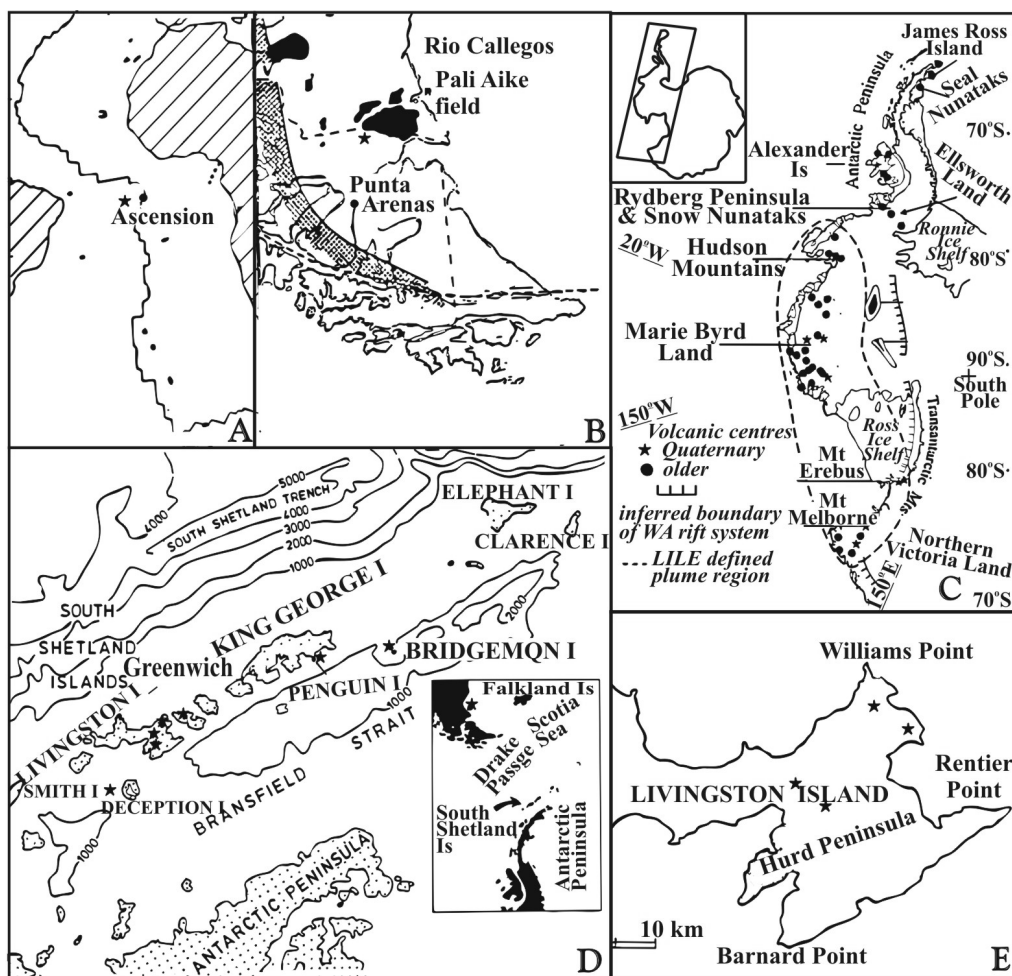 Ascension
A
Rio Callegos
Pali Aike
field
Punta
Arenas
B
James Ross
Island
Seal
Nunataks
Antarctic Peninsula
70°S
Alexander
Is
Ellsworth
Land
Rydberg Peninsula
& Snow Nunataks
Ronnie
Ice
Shelf
20°W
Hudson
Mountains
80°S
Marie Byrd
Land
90°S.
South
Pole
150°W
Volcanic centres
Quaternary
older
inferred boundary
of WA rift system
LILE defined
plume region
Ross
Ice
Shelf
Transantarctic Mts
Mt
Erebus
80°S
Mt
Melborne
Northern
Victoria Land
150°E
C
70°S
5000
4000
SOUTH SHETLAND TRENCH
4000
3000
2000
1000
ELEPHANT I
CLARENCE I
2000
SOUTH
SHETLAND
ISLANDS
KING GEORGE I
Greenwich
BRIDGEMQN I
PENGUIN I
LIVINGSTON I
1000
STRAIT
SMITH I
DECEPTION I
BRANSFIELD
1000
ANTARCTIC PENINSULA
Falkland Is
Scotia
Sea
Drake
Passge
South
Shetland
Is
Antarctic
Peninsula
D
Williams Point
Rentier
Point
LIVINGSTON ISLAND
Hurd Peninsula
10 km
Barnard Point
E